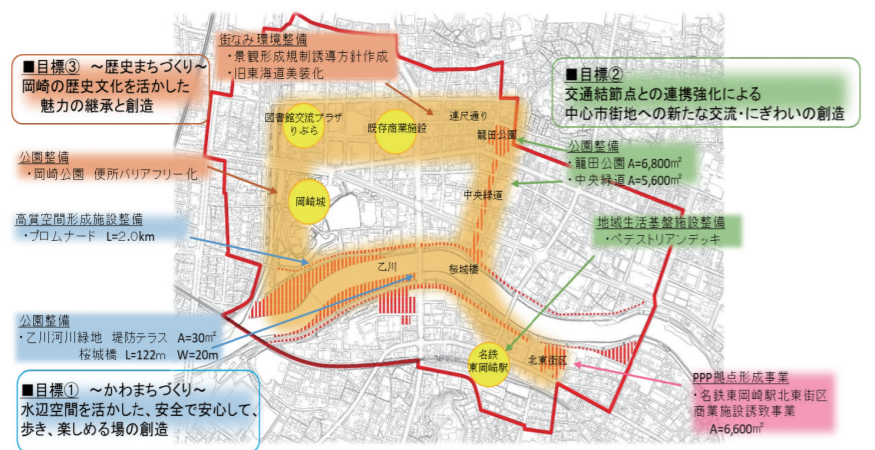 街なみ環境整備
・景観形成規制誘導方針作成
・旧東海道美装化
■目標③ ～歴史まちづくり～
岡崎の歴史文化を活かした
魅力の継承と創造
■目標②
交通結節点との連携強化による
中心市街地への新たな交流・にぎわいの創造
図書館交流プラザ
りぶら
既存商業施設
連尺通り
籠田公園
公園整備
・籠田公園 A=6,800㎡
・中央緑道 A=5,600㎡
公園整備
・岡崎公園 便所バリアフリー化
岡崎城
中央緑道
高質空間形成施設整備
・プロムナード L=2.0km
地域生活基盤施設整備
・ペデストリアンデッキ
乙川
桜城橋
公園整備
・乙川河川緑地 堤防テラス A=30㎡
桜城橋 L=122m W=20m
名鉄
東岡崎駅
北東街区
PPP拠点形成事業
・名鉄東岡崎駅北東街区
商業施設誘致事業
A=6,600㎡
■目標① ～かわまちづくり～
水辺空間を活かした、安全で安心して、
歩き、楽しめる場の創造